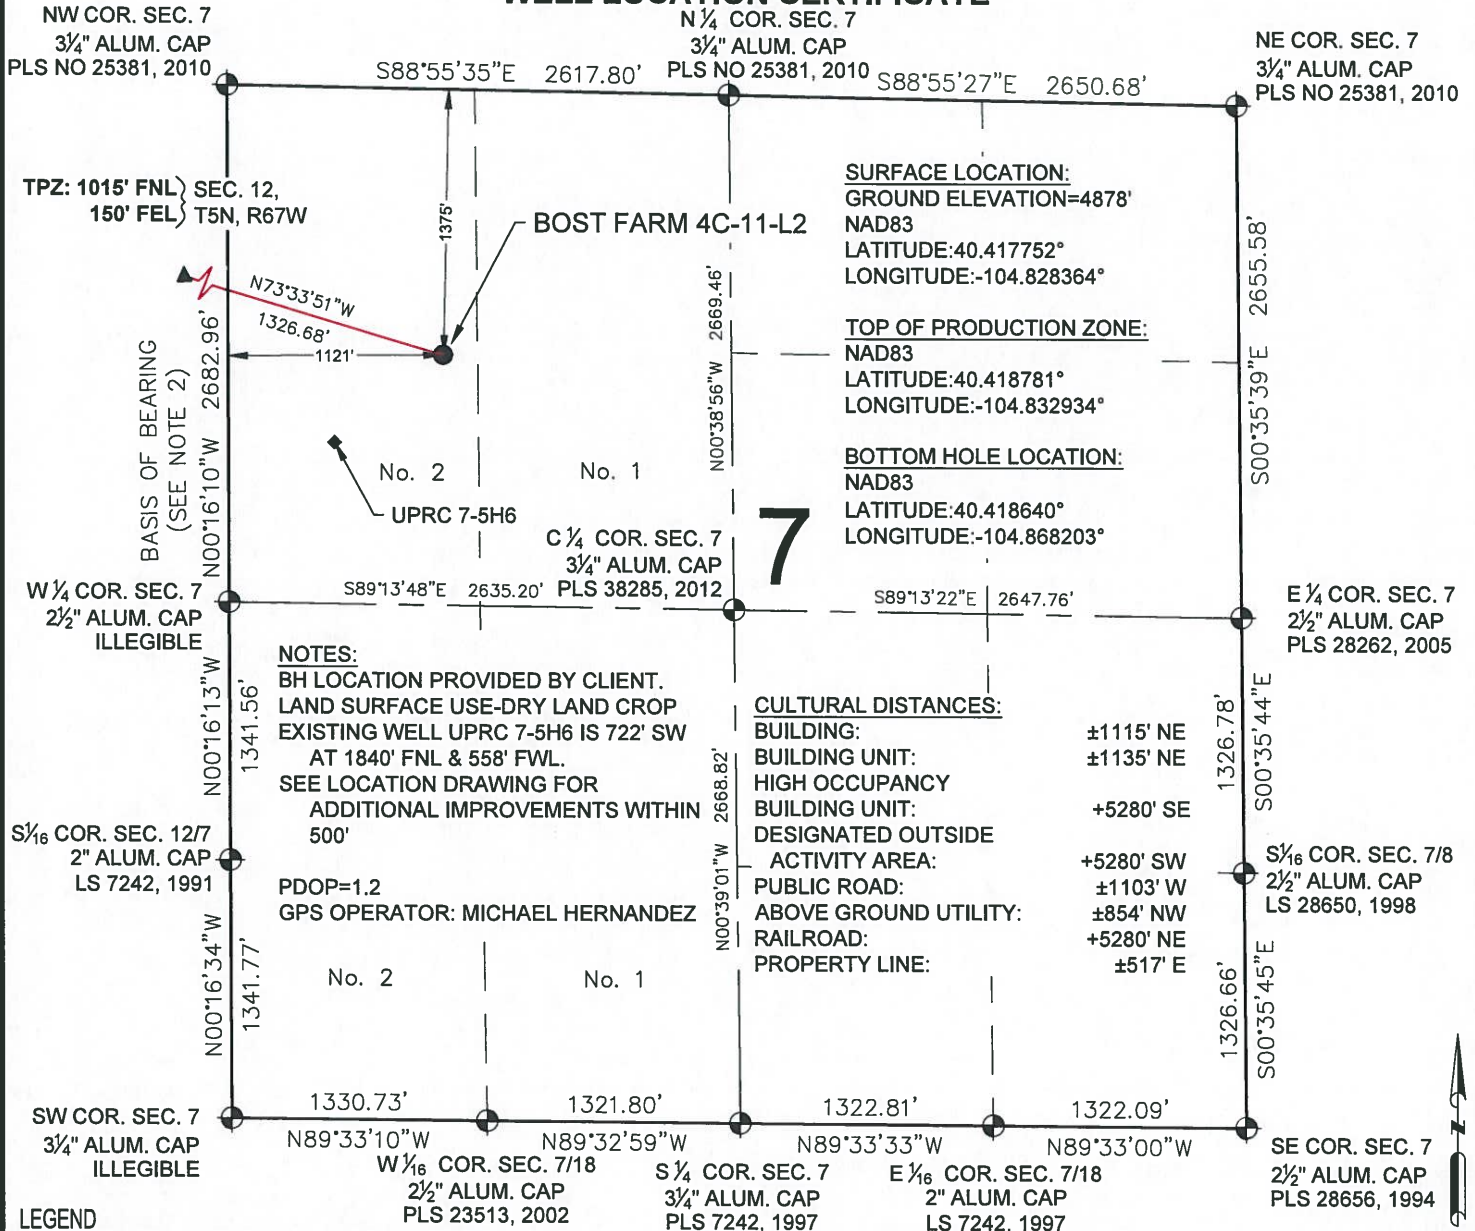 WELL LOCATION CERTIFICATE
NW COR. SEC. 7
3¼" ALUM. CAP
PLS NO 25381, 2010
N ¼ COR. SEC. 7
3¼" ALUM. CAP
PLS NO 25381, 2010
NE COR. SEC. 7
3¼" ALUM. CAP
PLS NO 25381, 2010
S88°55'35"E 2617.80'
S88°55'27"E 2650.68'
TPZ: 1015' FNL} SEC. 12,
150' FEL} T5N, R67W
1375'
BOST FARM 4C-11-L2
N73°33'51"W
1326.68'
1121'
BASIS OF BEARING
(SEE NOTE 2)
N00°16'10"W 2682.96'
N00°38'56"W 2669.46'
SURFACE LOCATION:
GROUND ELEVATION=4878'
NAD83
LATITUDE:40.417752°
LONGITUDE:-104.828364°
TOP OF PRODUCTION ZONE:
NAD83
LATITUDE:40.418781°
LONGITUDE:-104.832934°
BOTTOM HOLE LOCATION:
NAD83
LATITUDE:40.418640°
LONGITUDE:-104.868203°
S00°35'39"E 2655.58'
No. 2
No. 1
UPRC 7-5H6
7
C ¼ COR. SEC. 7
3¼" ALUM. CAP
PLS 38285, 2012
W ¼ COR. SEC. 7
2½" ALUM. CAP
ILLEGIBLE
S89°13'48"E 2635.20'
S89°13'22"E 2647.76'
E ¼ COR. SEC. 7
2½" ALUM. CAP
PLS 28262, 2005
NOTES:
BH LOCATION PROVIDED BY CLIENT.
LAND SURFACE USE-DRY LAND CROP
EXISTING WELL UPRC 7-5H6 IS 722' SW
AT 1840' FNL & 558' FWL.
SEE LOCATION DRAWING FOR
ADDITIONAL IMPROVEMENTS WITHIN
500'
PDOP=1.2
GPS OPERATOR: MICHAEL HERNANDEZ
N00°16'13"W
1341.56'
N00°39'01"W 2668.82'
CULTURAL DISTANCES:
BUILDING: ±1115' NE
BUILDING UNIT: ±1135' NE
HIGH OCCUPANCY
BUILDING UNIT: +5280' SE
DESIGNATED OUTSIDE
ACTIVITY AREA: +5280' SW
PUBLIC ROAD: ±1103' W
ABOVE GROUND UTILITY: ±854' NW
RAILROAD: +5280' NE
PROPERTY LINE: ±517' E
1326.78'
S00°35'44"E
S 1/16 COR. SEC. 12/7
2" ALUM. CAP
LS 7242, 1991
S 1/16 COR. SEC. 7/8
2½" ALUM. CAP
LS 28650, 1998
N00°16'34"W
1341.77'
No. 2
No. 1
1326.66'
S00°35'45"E
N
SW COR. SEC. 7
3¼" ALUM. CAP
ILLEGIBLE
1330.73'
N89°33'10"W
1321.80'
N89°32'59"W
1322.81'
N89°33'33"W
1322.09'
N89°33'00"W
W 1/16 COR. SEC. 7/18
2½" ALUM. CAP
PLS 23513, 2002
S ¼ COR. SEC. 7
3¼" ALUM. CAP
PLS 7242, 1997
E 1/16 COR. SEC. 7/18
2" ALUM. CAP
LS 7242, 1997
SE COR. SEC. 7
2½" ALUM. CAP
PLS 28656, 1994
LEGEND